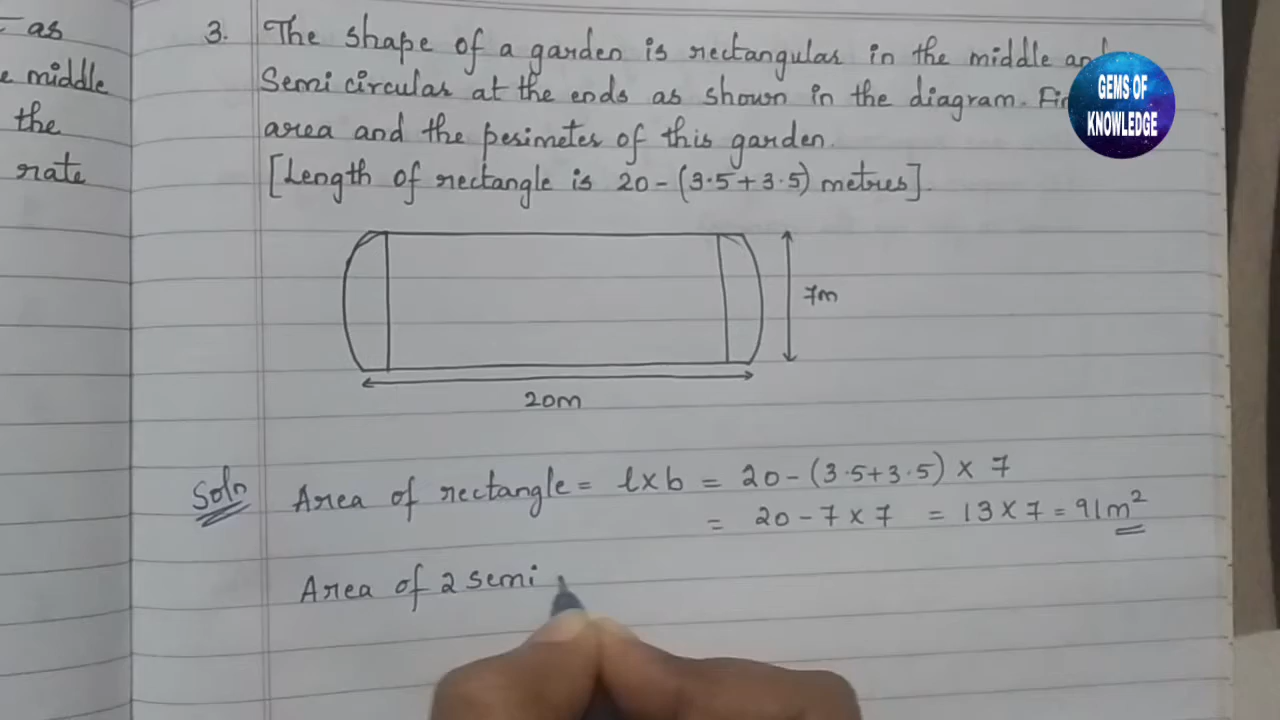 - as
e middle
the
rate
3. The shape of a garden is rectangular in the middle and
Semi circular at the ends as shown in the diagram.
area and the perimeter of this garden.
[Length of rectangle is 20-(3.5+3.5) metres].
GEMS OF
KNOWLEDGE
7m
20m
Soln Area of rectangle = l×b = 20-(3.5+3.5) × 7
= 20-7×7 = 13×7 = 91m²
Area of 2 semi